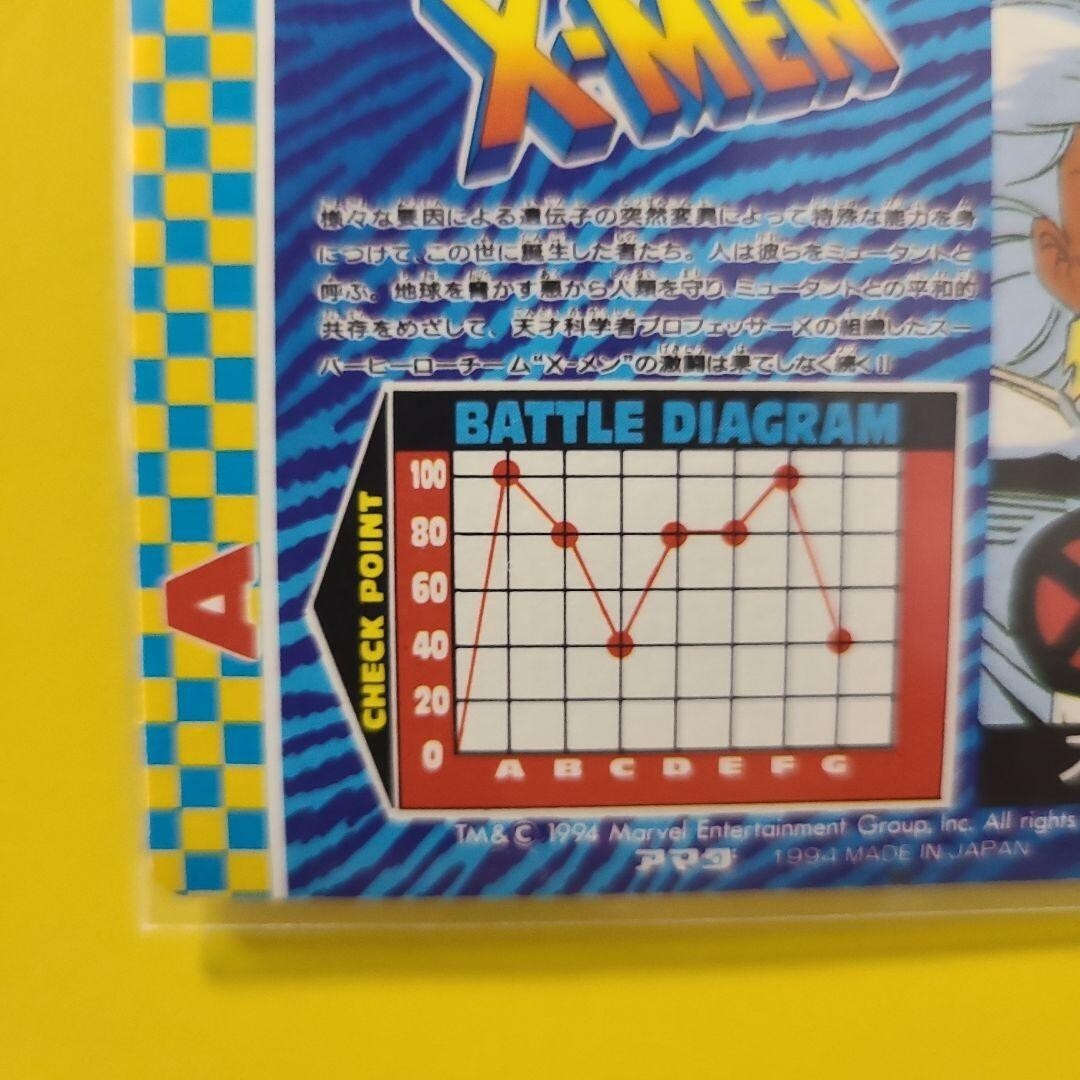 X-MEN
様々な要因による遺伝子の突然変異によって特殊な能力を身
につけて、この世に誕生した者たち。人は彼らをミュータントと
呼ぶ。地球を脅かす悪から人類を守り、ミュータントとの平和的
共存をめざして、天才科学者プロフェッサーXの組織したスー
パーヒーローチーム“X-メン”の激闘は果てしなく続く!!
BATTLE DIAGRAM
CHECK POINT
100
80
60
40
20
0
A B C D E F G
A
TM & © 1994 Marvel Entertainment Group, Inc. All rights
アマダ 1994 MADE IN JAPAN